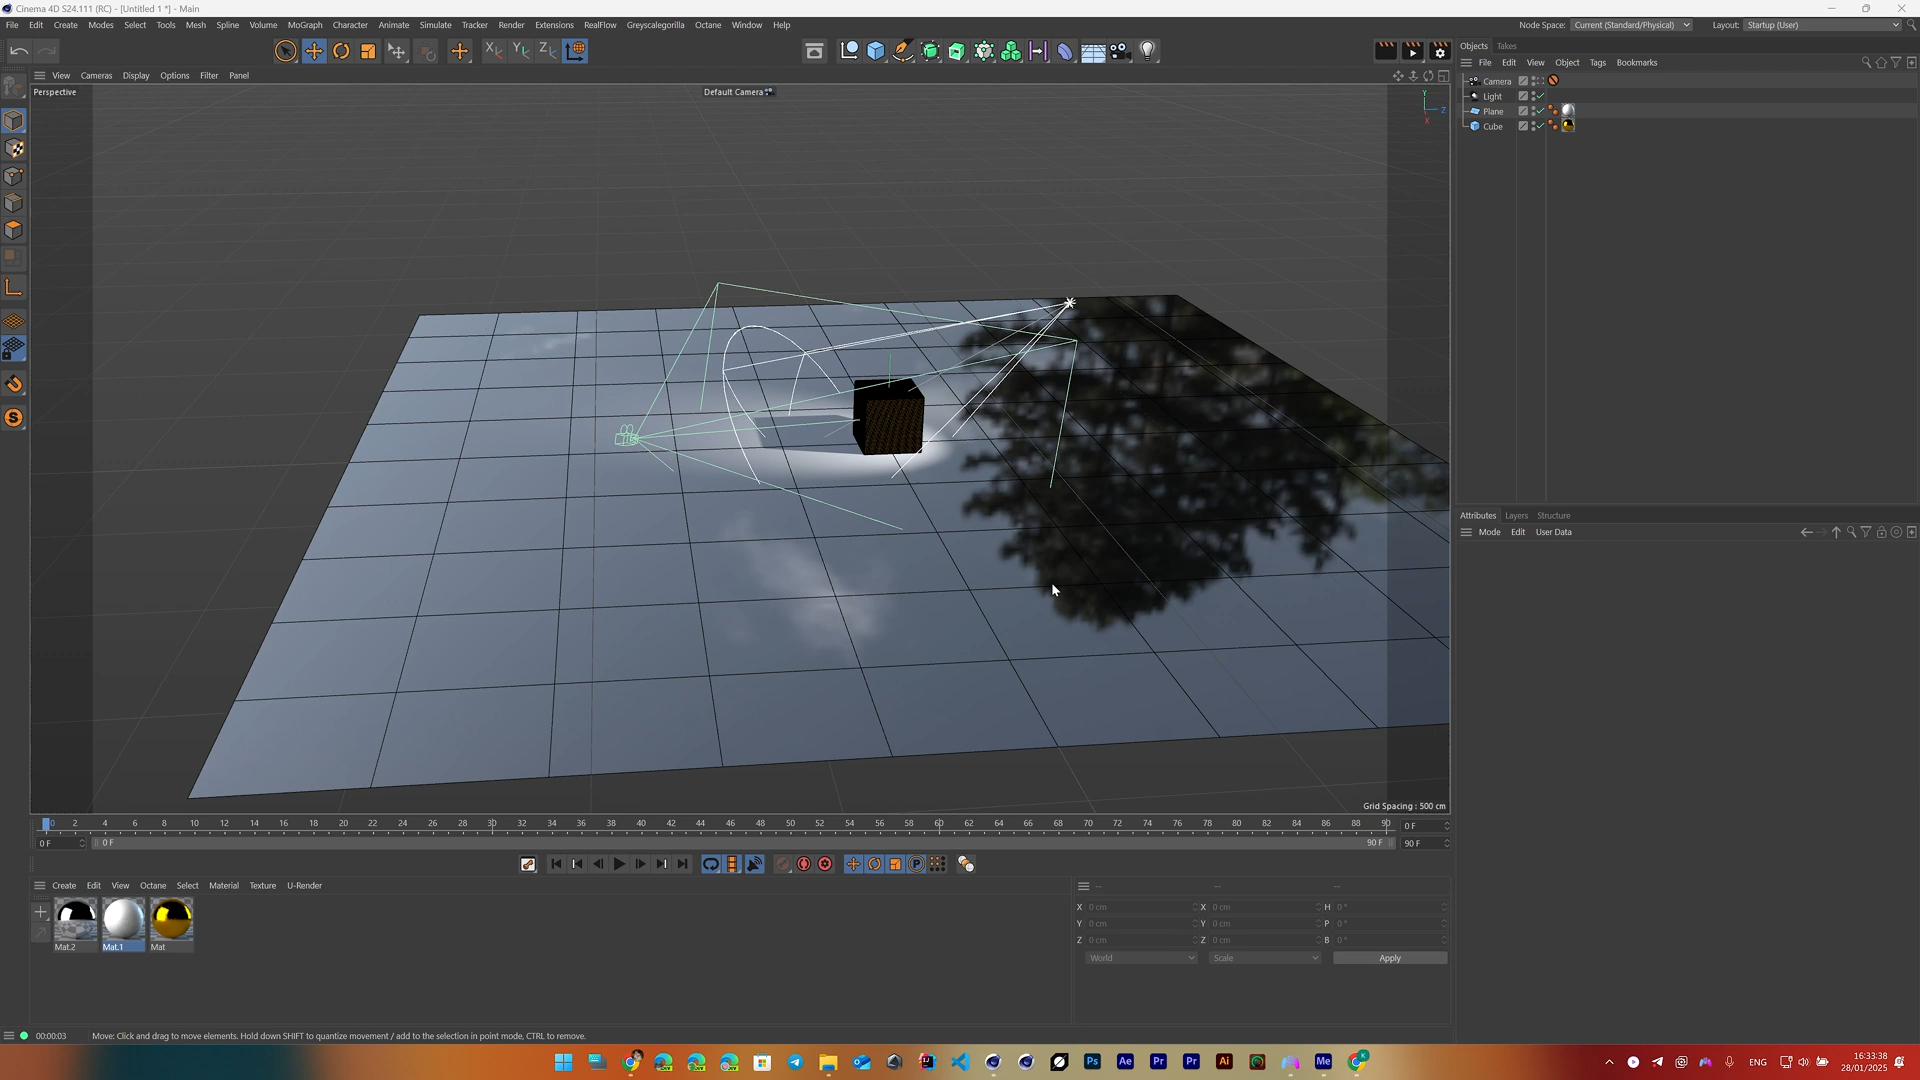 Cinema 4D S24.111 (RC) - [Untitled 1 *] - Main
File Edit Create Modes Select Tools Mesh Spline Volume MoGraph Character Animate Simulate Tracker Render Extensions RealFlow Greyscalegorilla Octane Window Help
Node Space: Current (Standard/Physical) Layout: Startup (User)
X Y Z
Objects Takes
File Edit View Object Tags Bookmarks
View Cameras Display Options Filter Panel
Perspective
Default Camera
Y
Z
X
Camera
Light
Plane
Cube
Attributes Layers Structure
Mode Edit User Data
Grid Spacing : 500 cm
0 2 4 6 8 10 12 14 16 18 20 22 24 26 28 30 32 34 36 38 40 42 44 46 48 50 52 54 56 58 60 62 64 66 68 70 72 74 76 78 80 82 84 86 88 90 0 F
0 F 0 F 90 F 90 F
Create Edit View Octane Select Material Texture U-Render
Mat.2 Mat.1 Mat
-- -- --
X 0 cm X 0 cm H 0 °
Y 0 cm Y 0 cm P 0 °
Z 0 cm Z 0 cm B 0 °
World Scale Apply
00:00:03 Move: Click and drag to move elements. Hold down SHIFT to quantize movement / add to the selection in point mode, CTRL to remove.
Ps Ae Pr Pr Ai Me
ENG
16:33:38
28/01/2025